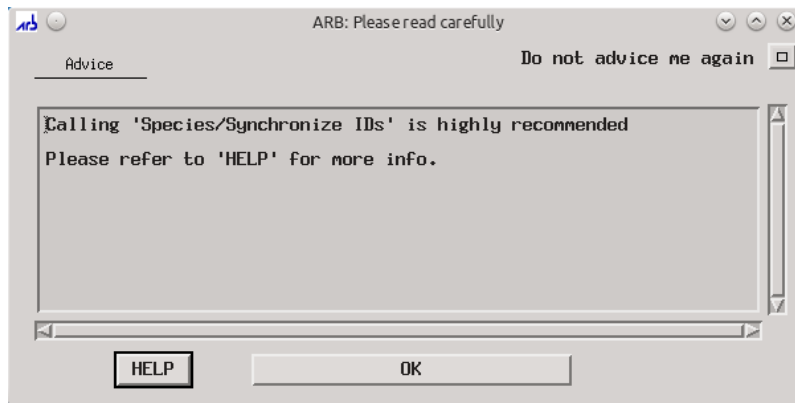 arb
ARB: Please read carefully
Advice
Do not advice me again
Calling 'Species/Synchronize IDs' is highly recommended
Please refer to 'HELP' for more info.
HELP
OK